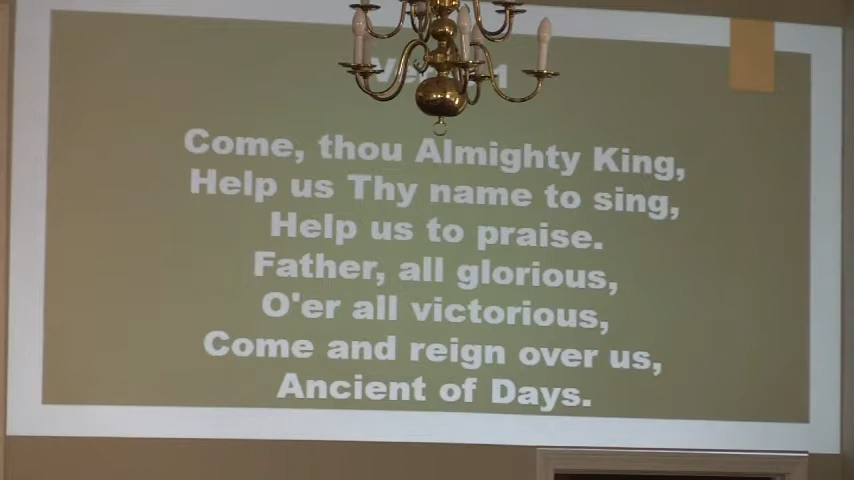 1
Come, thou Almighty King,
Help us Thy name to sing,
Help us to praise.
Father, all glorious,
O'er all victorious,
Come and reign over us,
Ancient of Days.